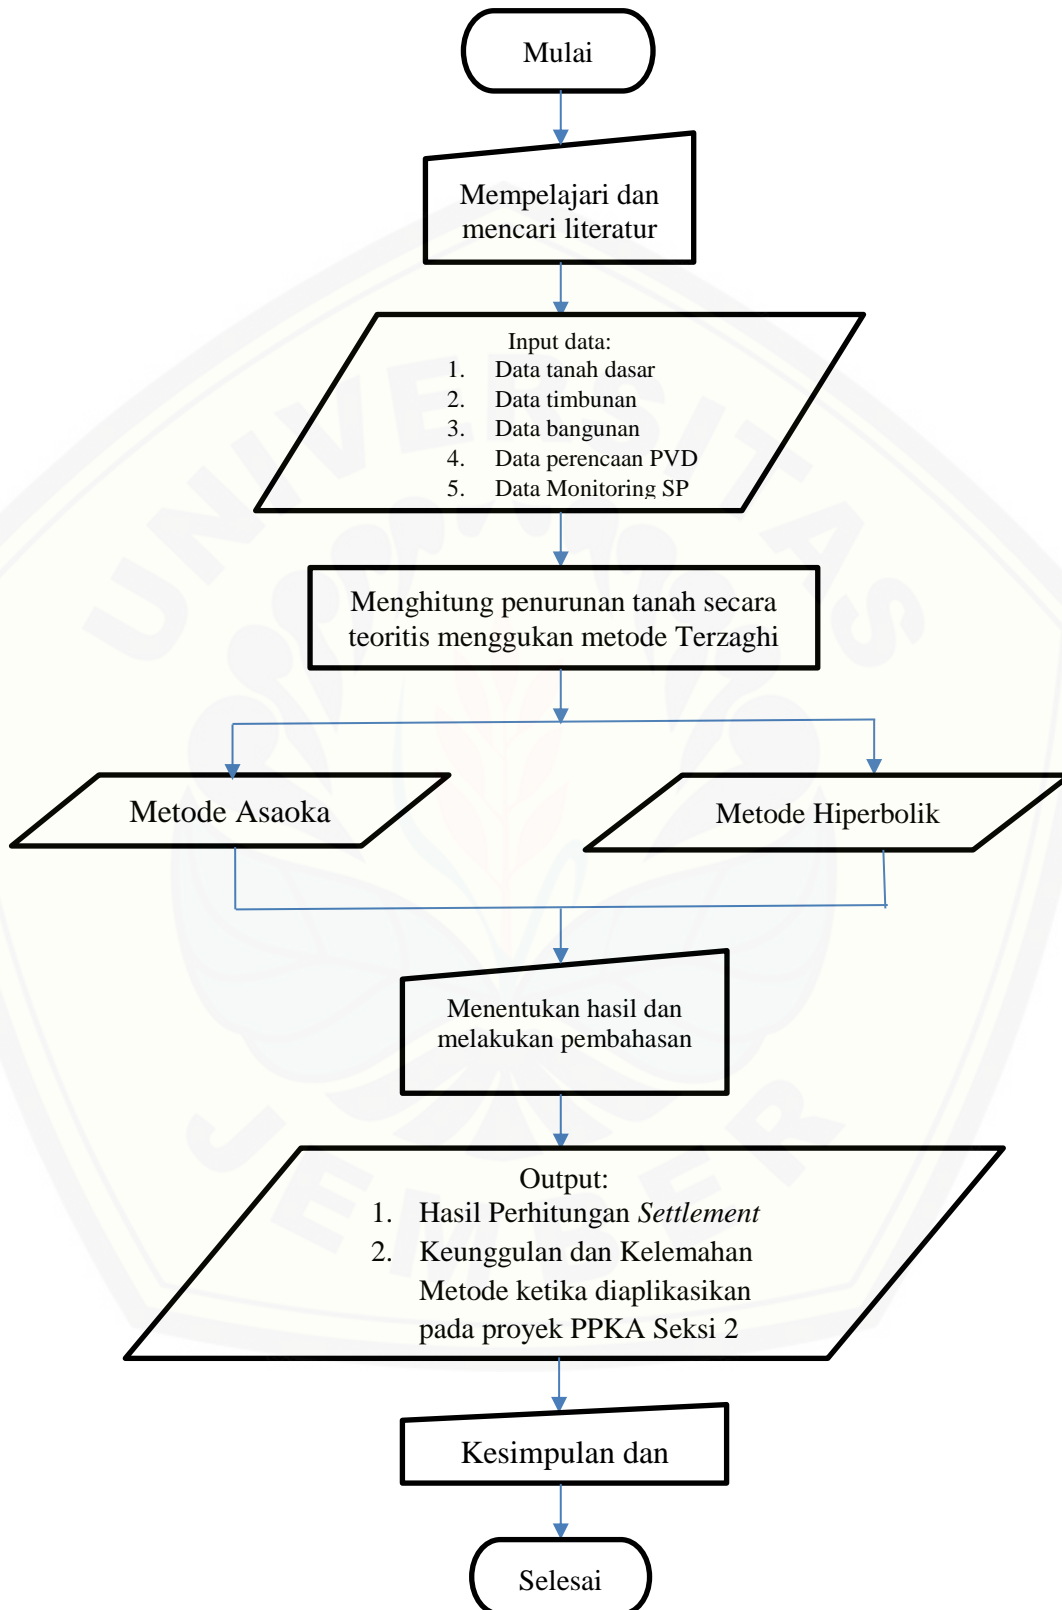 Mulai
Mempelajari dan
mencari literatur
Input data:
1. Data tanah dasar
2. Data timbunan
3. Data bangunan
4. Data perencaan PVD
5. Data Monitoring SP
Menghitung penurunan tanah secara
teoritis menggukan metode Terzaghi
Metode Asaoka
Metode Hiperbolik
Menentukan hasil dan
melakukan pembahasan
Output:
1. Hasil Perhitungan Settlement
2. Keunggulan dan Kelemahan
Metode ketika diaplikasikan
pada proyek PPKA Seksi 2
Kesimpulan dan
Selesai
UNIVERSITAS
JEMBER